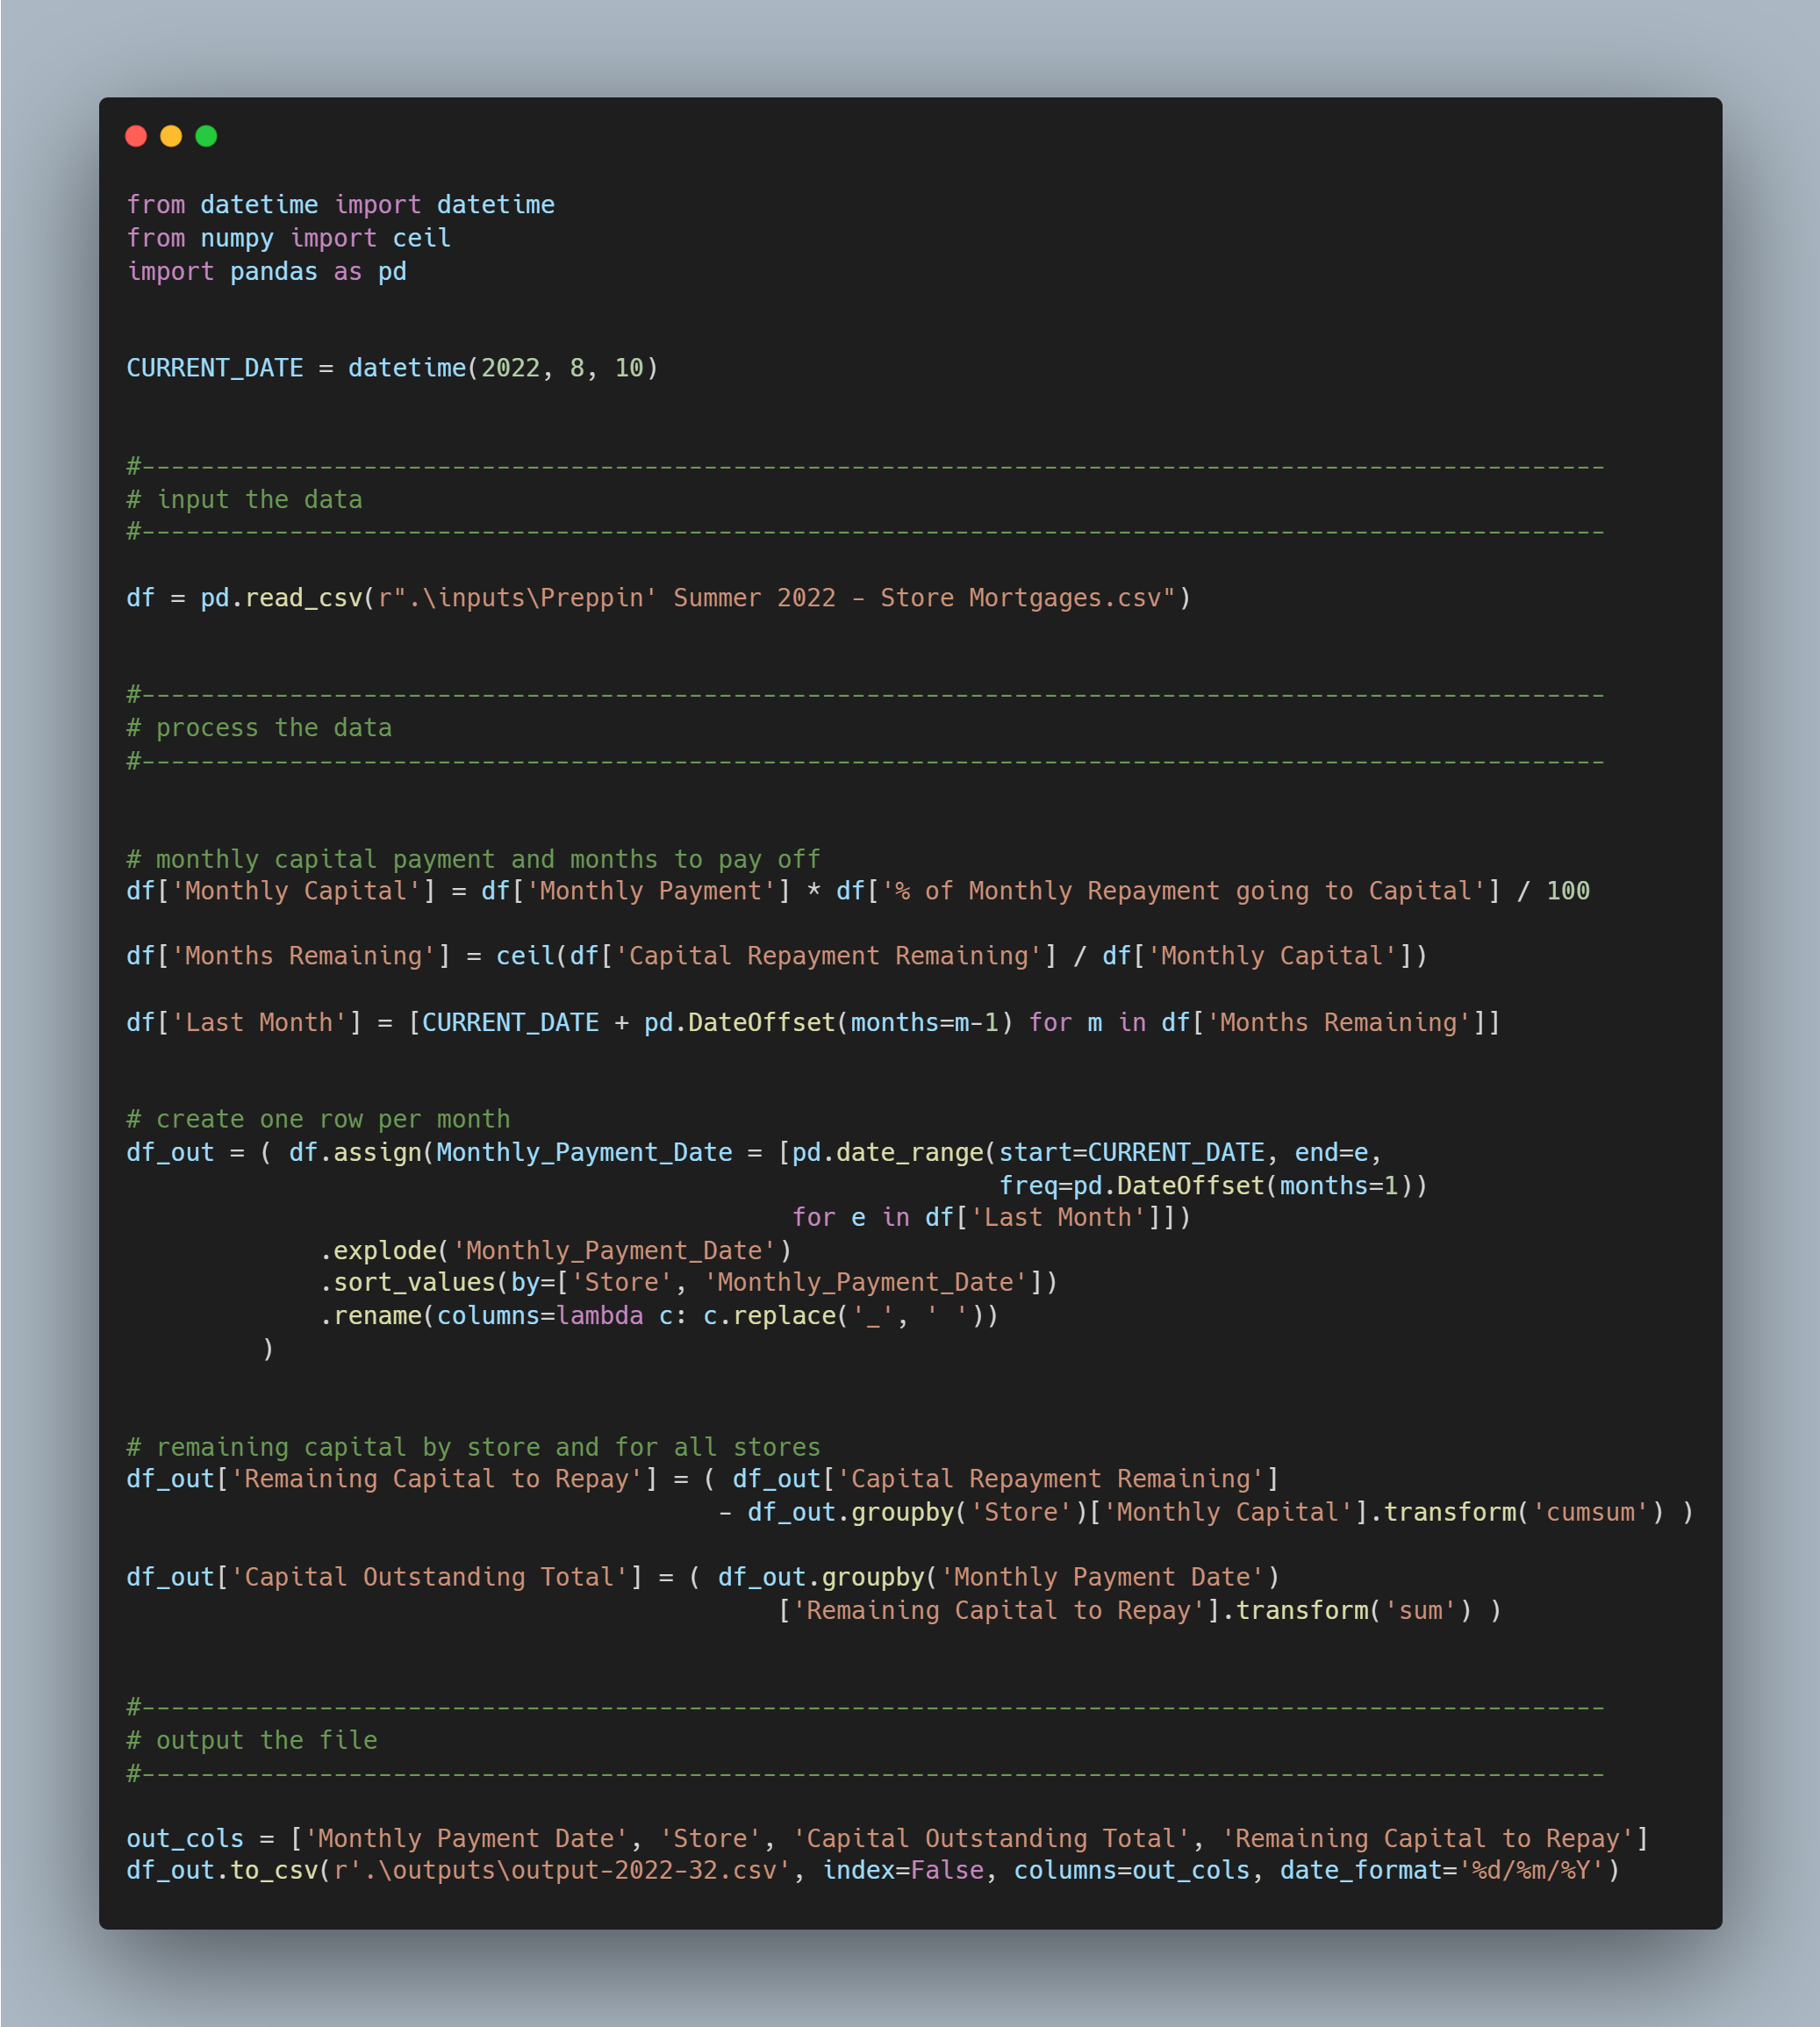 from datetime import datetime
from numpy import ceil
import pandas as pd
CURRENT_DATE = datetime(2022, 8, 10)
#---------------------------------------------------------------------------------------------------
# input the data
#---------------------------------------------------------------------------------------------------
df = pd.read_csv(r".\inputs\Preppin' Summer 2022 - Store Mortgages.csv")
#---------------------------------------------------------------------------------------------------
# process the data
#---------------------------------------------------------------------------------------------------
# monthly capital payment and months to pay off
df['Monthly Capital'] = df['Monthly Payment'] * df['% of Monthly Repayment going to Capital'] / 100
df['Months Remaining'] = ceil(df['Capital Repayment Remaining'] / df['Monthly Capital'])
df['Last Month'] = [CURRENT_DATE + pd.DateOffset(months=m-1) for m in df['Months Remaining']]
# create one row per month
df_out = ( df.assign(Monthly_Payment_Date = [pd.date_range(start=CURRENT_DATE, end=e,
                                                           freq=pd.DateOffset(months=1))
                                             for e in df['Last Month']])
             .explode('Monthly_Payment_Date')
             .sort_values(by=['Store', 'Monthly_Payment_Date'])
             .rename(columns=lambda c: c.replace('_', ' '))
         )
# remaining capital by store and for all stores
df_out['Remaining Capital to Repay'] = ( df_out['Capital Repayment Remaining']
                                        - df_out.groupby('Store')['Monthly Capital'].transform('cumsum') )
df_out['Capital Outstanding Total'] = ( df_out.groupby('Monthly Payment Date')
                                            ['Remaining Capital to Repay'].transform('sum') )
#---------------------------------------------------------------------------------------------------
# output the file
#---------------------------------------------------------------------------------------------------
out_cols = ['Monthly Payment Date', 'Store', 'Capital Outstanding Total', 'Remaining Capital to Repay']
df_out.to_csv(r'.\outputs\output-2022-32.csv', index=False, columns=out_cols, date_format='%d/%m/%Y')